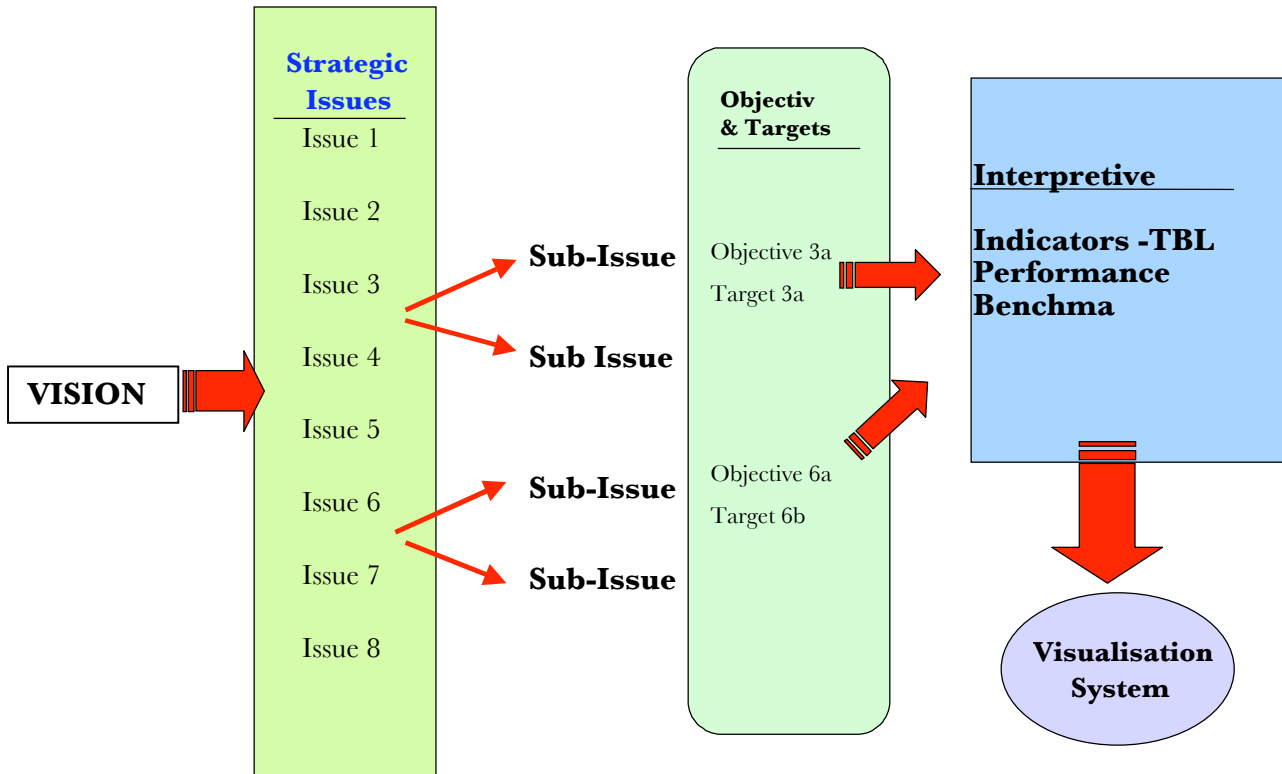 VISION
Strategic
Issues
Issue 1
Issue 2
Issue 3
Issue 4
Issue 5
Issue 6
Issue 7
Issue 8
Sub-Issue
Sub Issue
Sub-Issue
Sub-Issue
Objectiv
& Targets
Objective 3a
Target 3a
Objective 6a
Target 6b
Interpretive
Indicators -TBL
Performance
Benchma
Visualisation
System